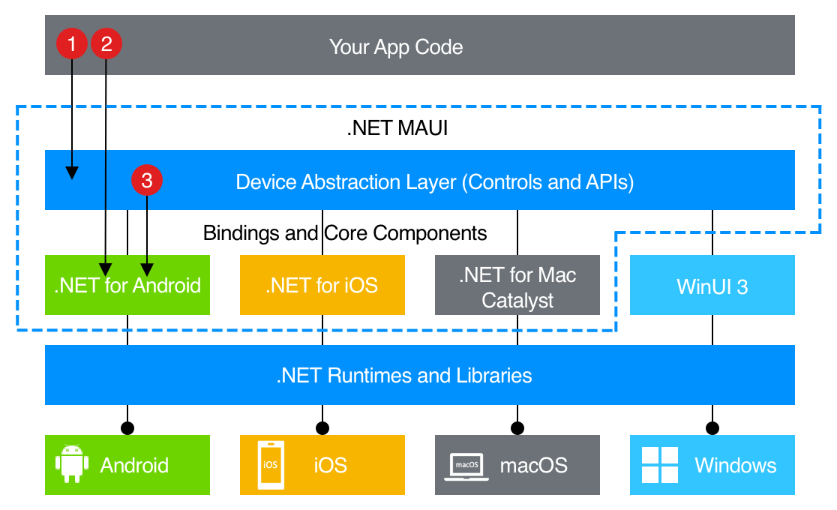 1 2 Your App Code
.NET MAUI
3 Device Abstraction Layer (Controls and APIs)
Bindings and Core Components
.NET for Android
.NET for iOS
.NET for Mac
Catalyst
WinUI 3
.NET Runtimes and Libraries
Android
iOS iOS
macOS macOS
Windows